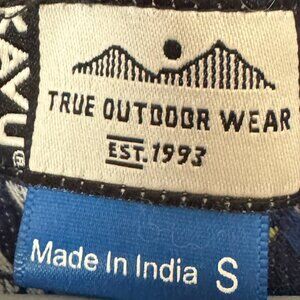 KAVU
TRUE OUTDOOR WEAR
EST. 1993
Made In India S